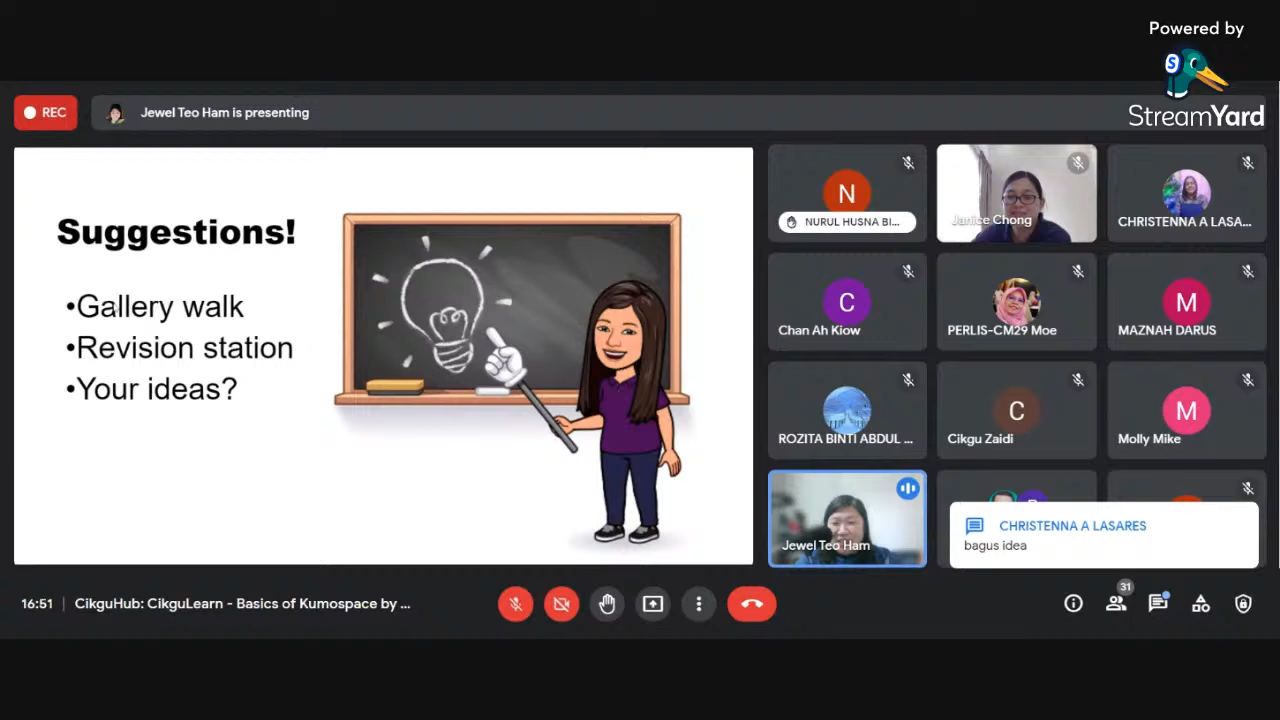 Powered by
S
StreamYard
REC
Jewel Teo Ham is presenting
Suggestions!
•Gallery walk
•Revision station
•Your ideas?
N
NURUL HUSNA BI...
Janice Chong
CHRISTENNA A LASA...
C
Chan Ah Kiow
PERLIS-CM29 Moe
M
MAZNAH DARUS
ROZITA BINTI ABDUL ...
C
Cikgu Zaidi
M
Molly Mike
Jewel Teo Ham
CHRISTENNA A LASARES
bagus idea
16:51 | CikguHub: CikguLearn - Basics of Kumospace by ...
31